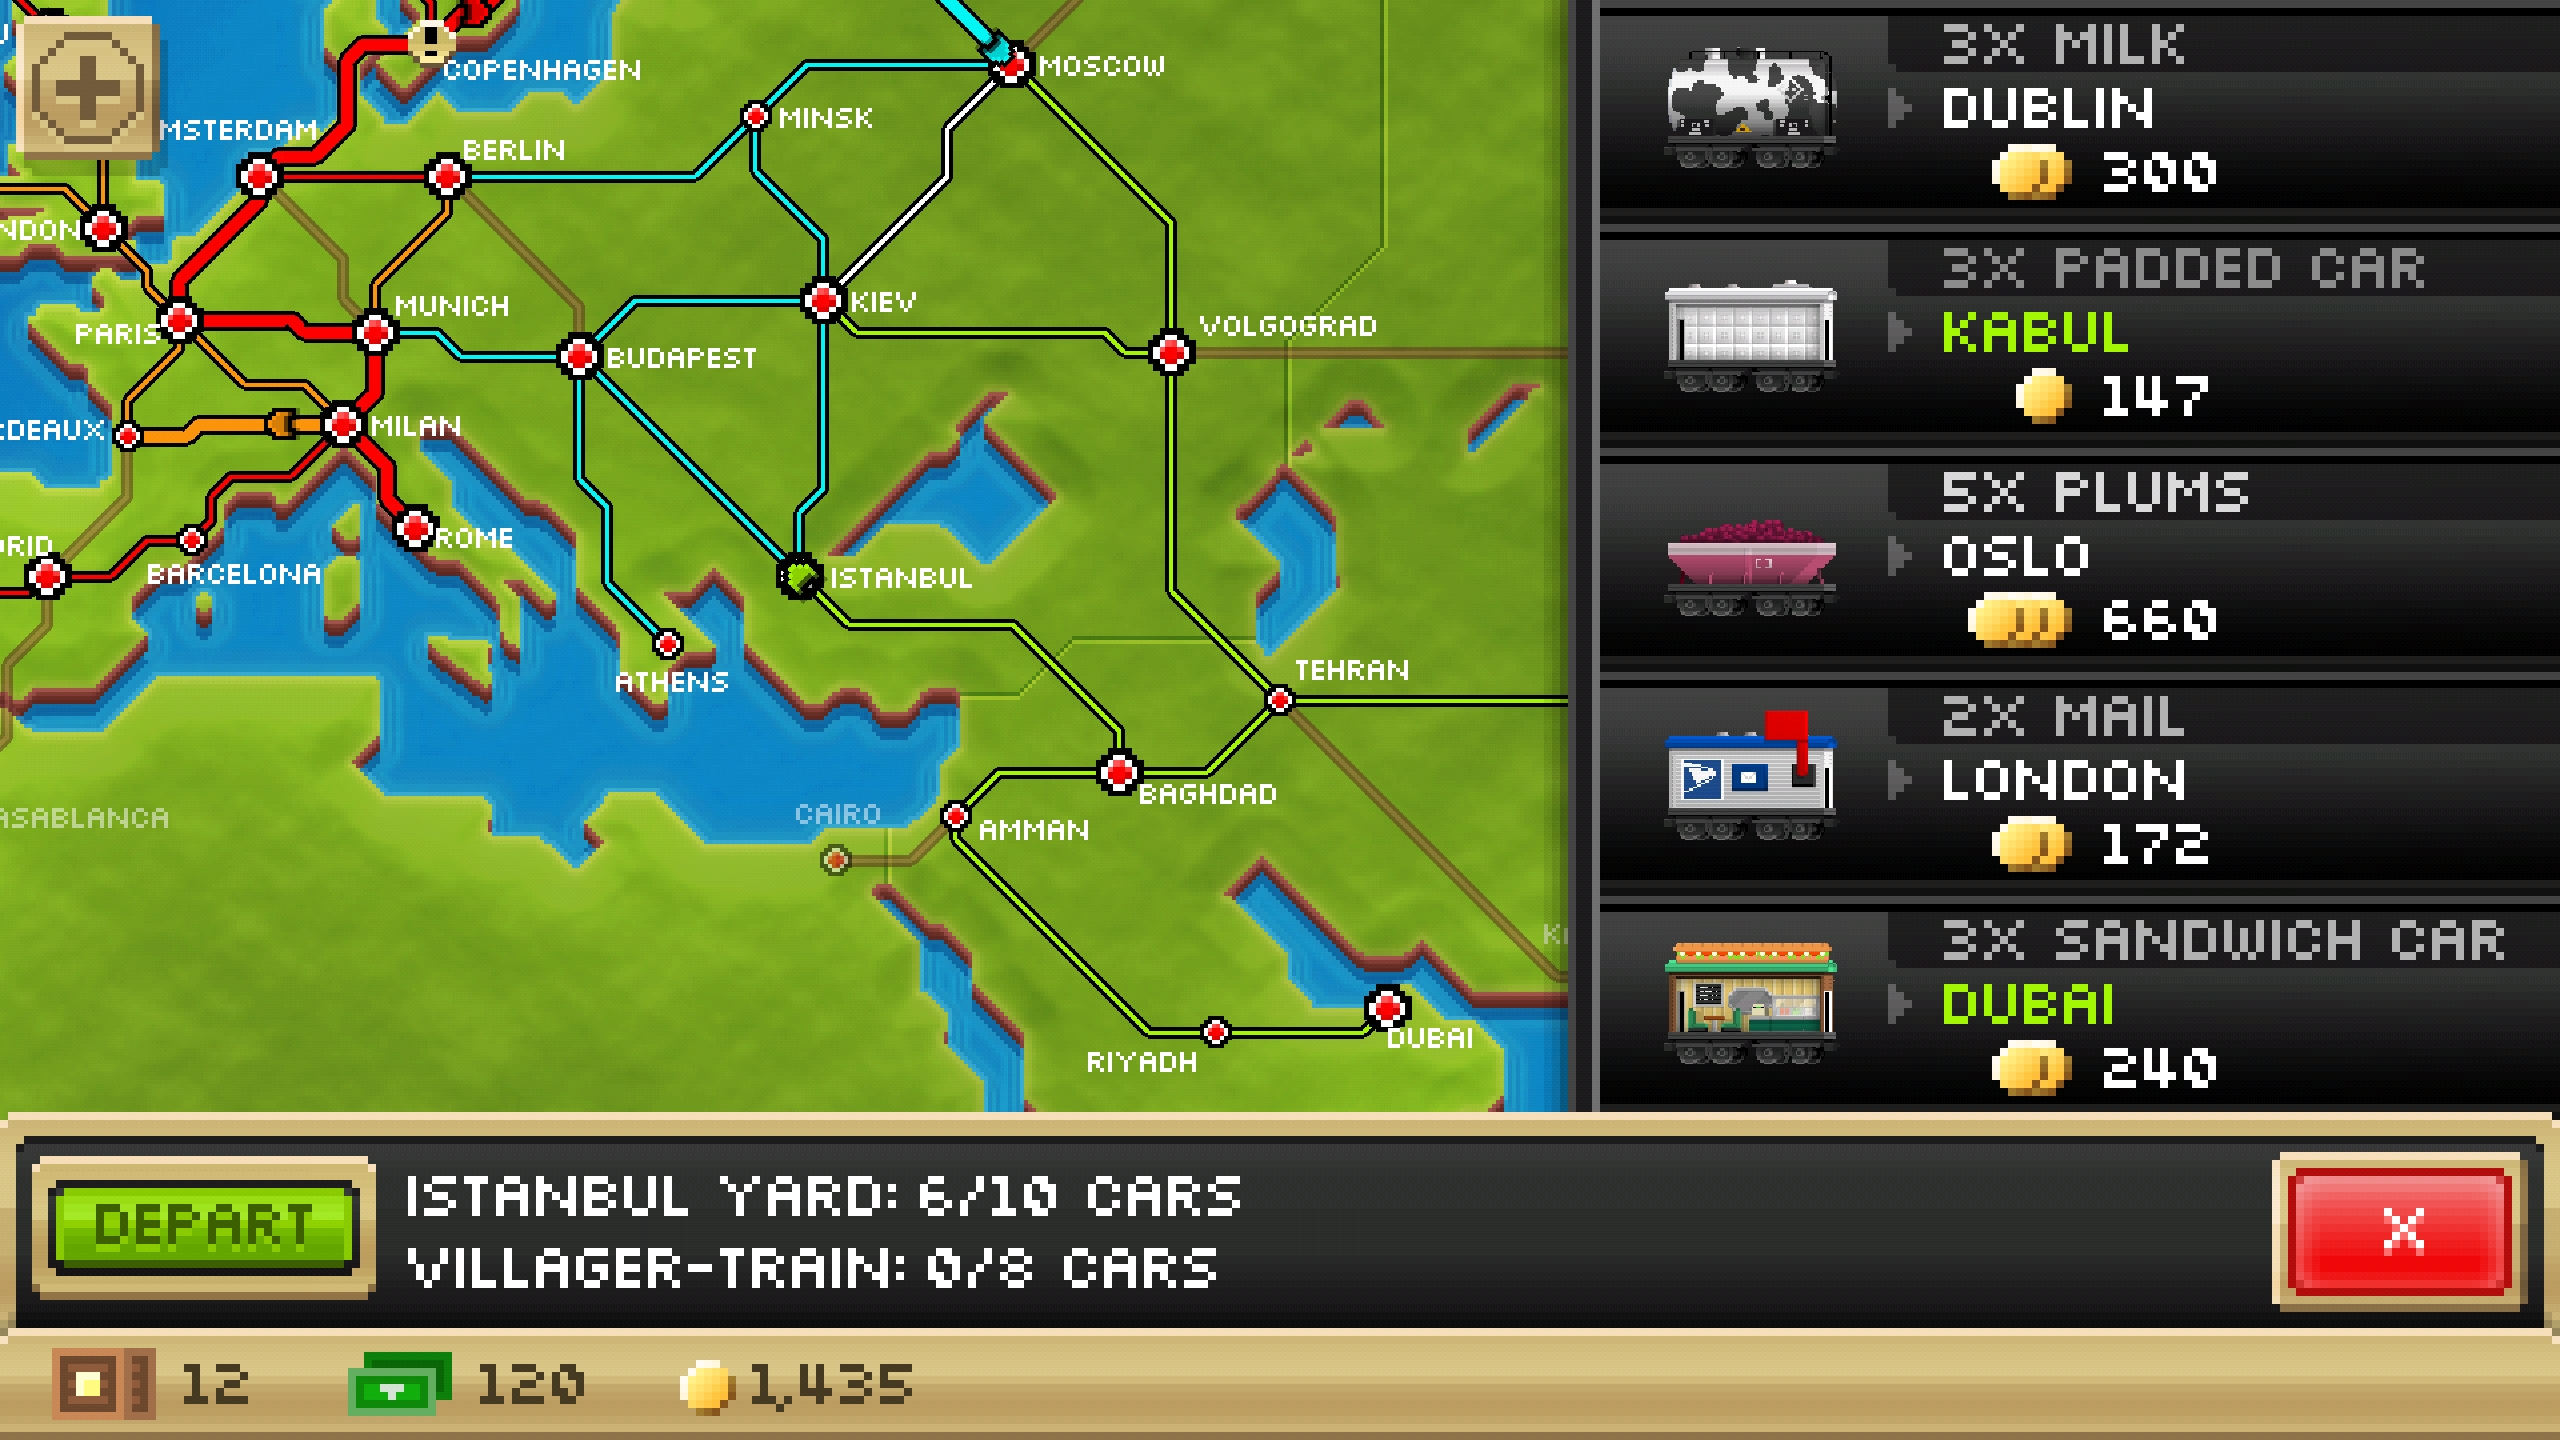 COPENHAGEN
MOSCOW
MINSK
MSTERDAM
BERLIN
NDON
MUNICH
KIEV
PARIS
VOLGOGRAD
BUDAPEST
DEAUX
MILAN
ROME
RID
BARCELONA
ISTANBUL
ATHENS
TEHRAN
BAGHDAD
CAIRO
ASABLANCA
AMMAN
DUBAI
RIYADH
3X MILK
DUBLIN
300
3X PADDED CAR
KABUL
147
5X PLUMS
OSLO
660
2X MAIL
LONDON
172
3X SANDWICH CAR
DUBAI
240
DEPART
ISTANBUL YARD: 6/10 CARS
VILLAGER-TRAIN: 0/8 CARS
X
12
120
1,435